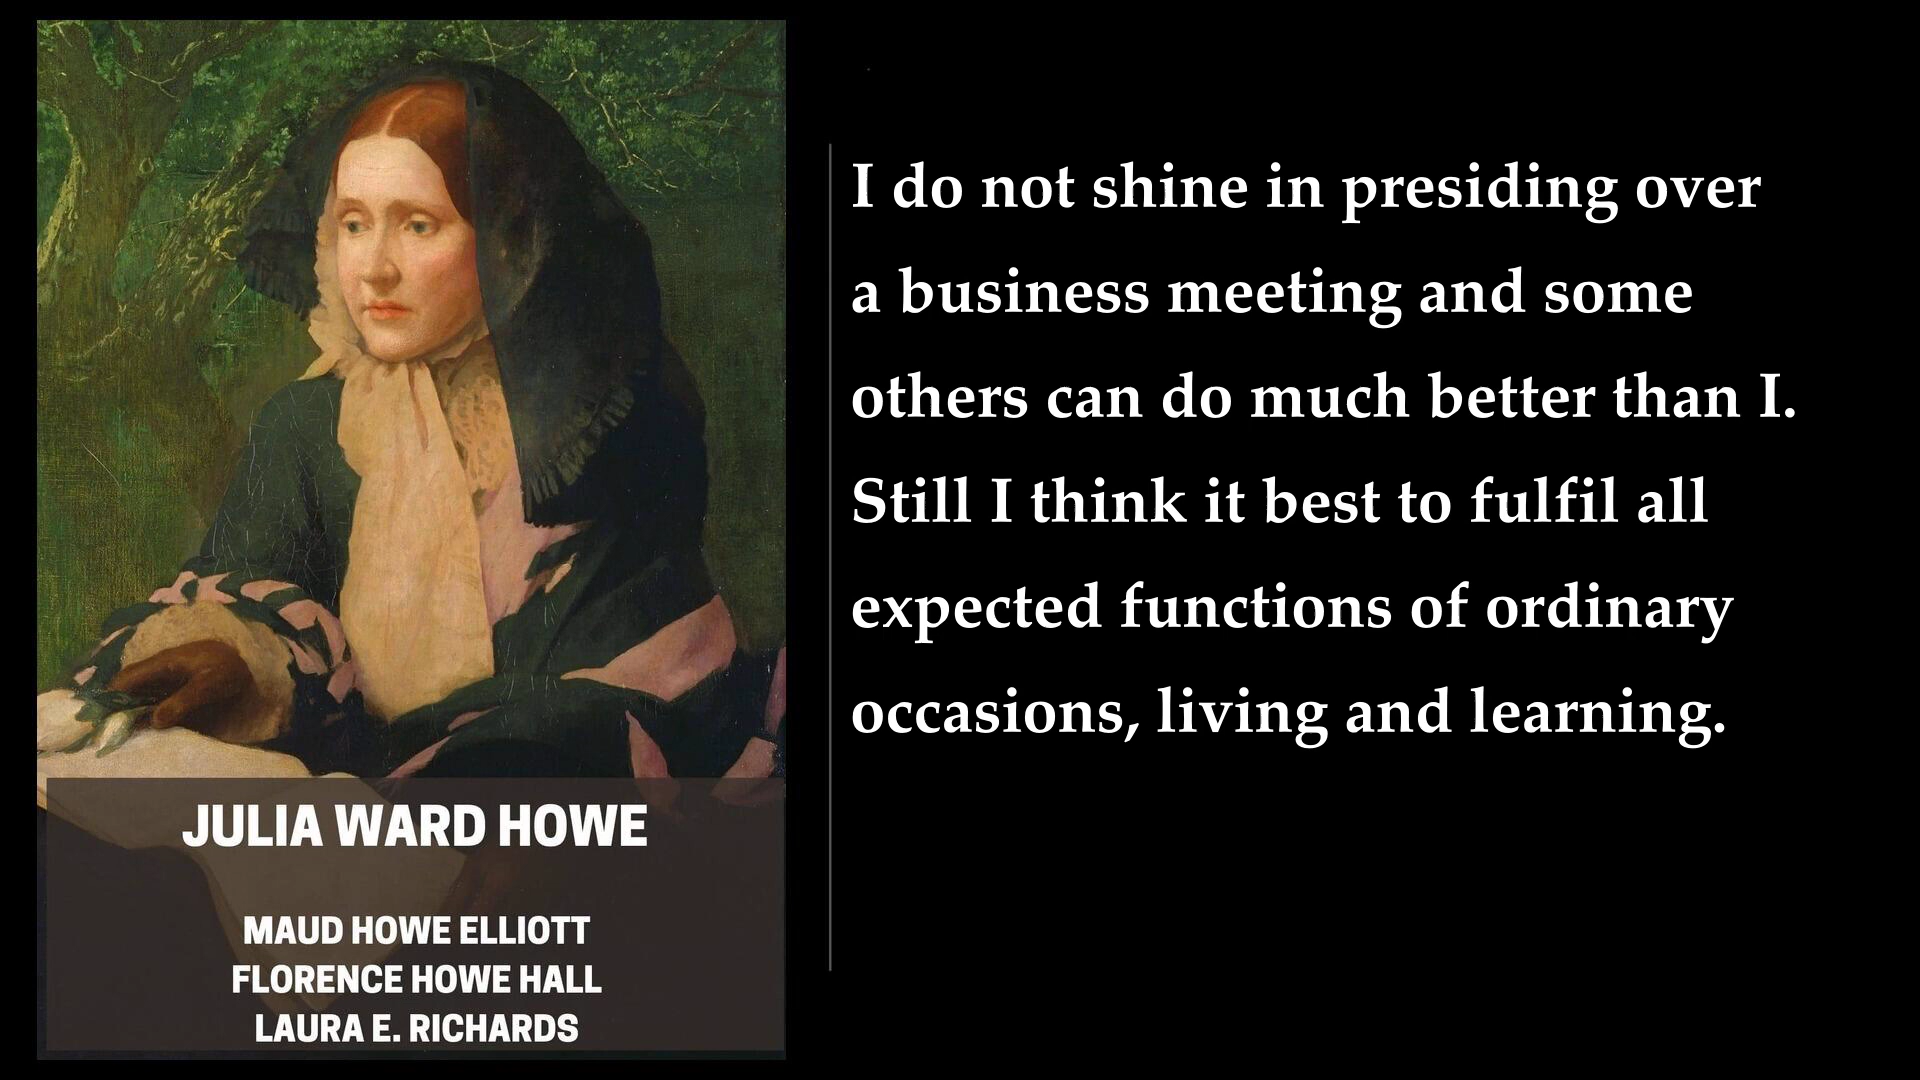 JULIA WARD HOWE
MAUD HOWE ELLIOTT
FLORENCE HOWE HALL
LAURA E. RICHARDS
I do not shine in presiding over
a business meeting and some
others can do much better than I.
Still I think it best to fulfil all
expected functions of ordinary
occasions, living and learning.